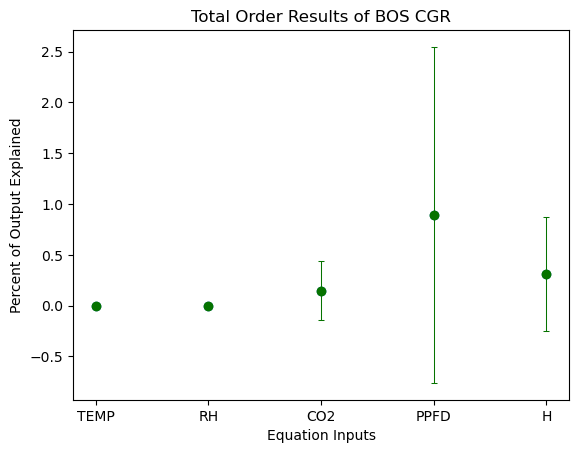 Total Order Results of BOS CGR
Percent of Output Explained
2.5
2.0
1.5
1.0
0.5
0.0
−0.5
TEMP RH CO2 PPFD H
Equation Inputs